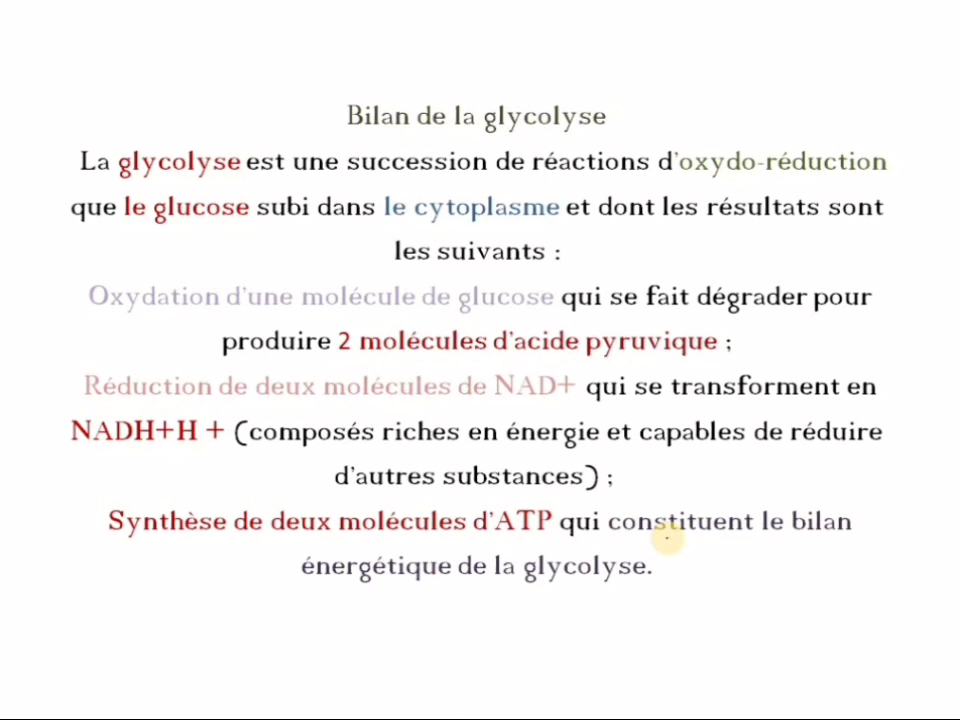 Bilan de la glycolyse
La glycolyse est une succession de réactions d'oxydo-réduction
que le glucose subi dans le cytoplasme et dont les résultats sont
les suivants :
Oxydation d'une molécule de glucose qui se fait dégrader pour
produire 2 molécules d'acide pyruvique ;
Réduction de deux molécules de NAD+ qui se transforment en
NADH+H + (composés riches en énergie et capables de réduire
d'autres substances) ;
Synthèse de deux molécules d'ATP qui constituent le bilan
énergétique de la glycolyse.